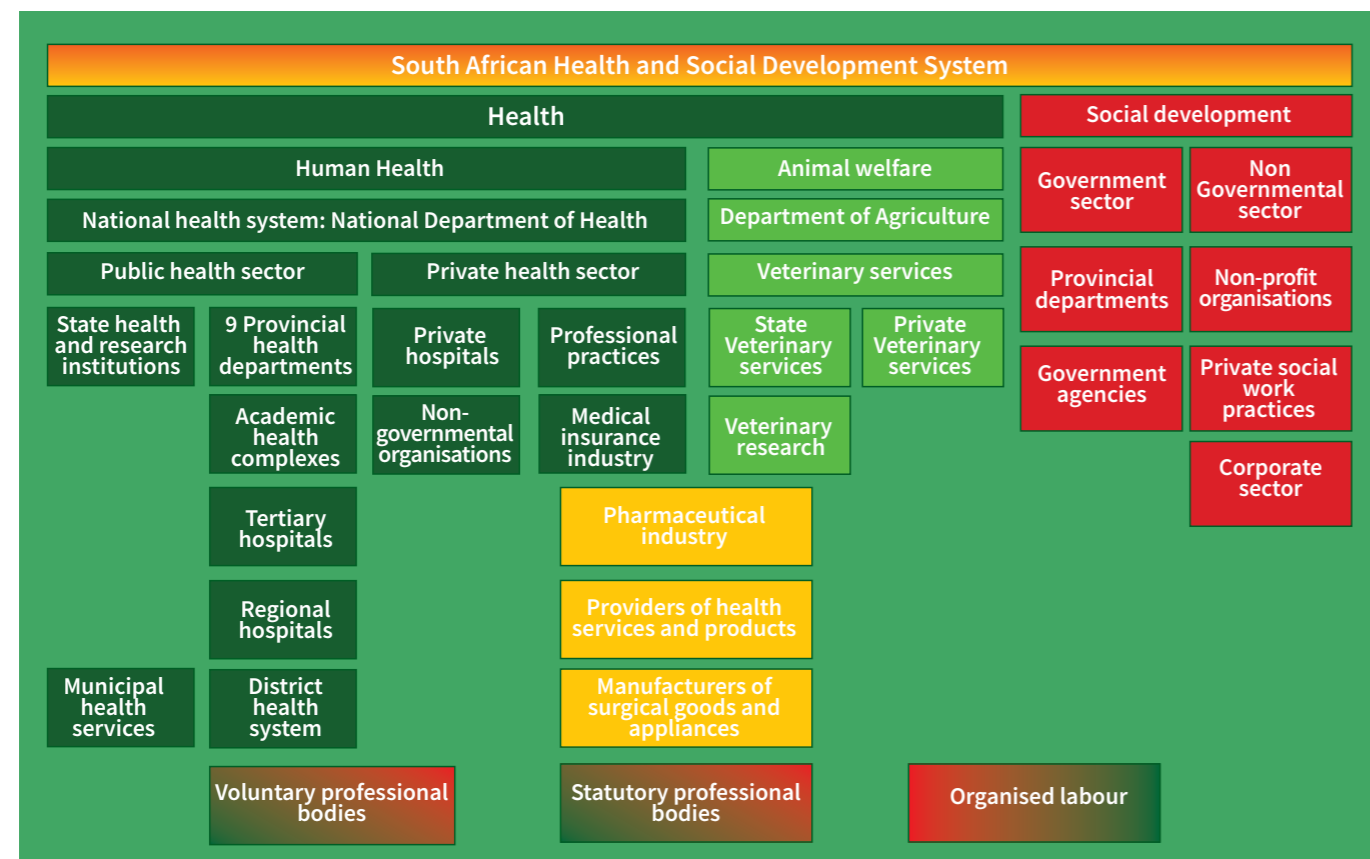 South African Health and Social Development System
Health
Social development
Human Health
Animal welfare
Government
sector
Non
Governmental
sector
National health system: National Department of Health
Department of Agriculture
Public health sector
Private health sector
Veterinary services
Provincial
departments
Non-profit
organisations
State health
and research
institutions
9 Provincial
health
departments
Private
hospitals
Professional
practices
State
Veterinary
services
Private
Veterinary
services
Government
agencies
Private social
work
practices
Academic
health
complexes
Non-
governmental
organisations
Medical
insurance
industry
Veterinary
research
Corporate
sector
Tertiary
hospitals
Pharmaceutical
industry
Regional
hospitals
Providers of health
services and products
Municipal
health
services
District
health
system
Manufacturers of
surgical goods and
appliances
Voluntary professional
bodies
Statutory professional
bodies
Organised labour